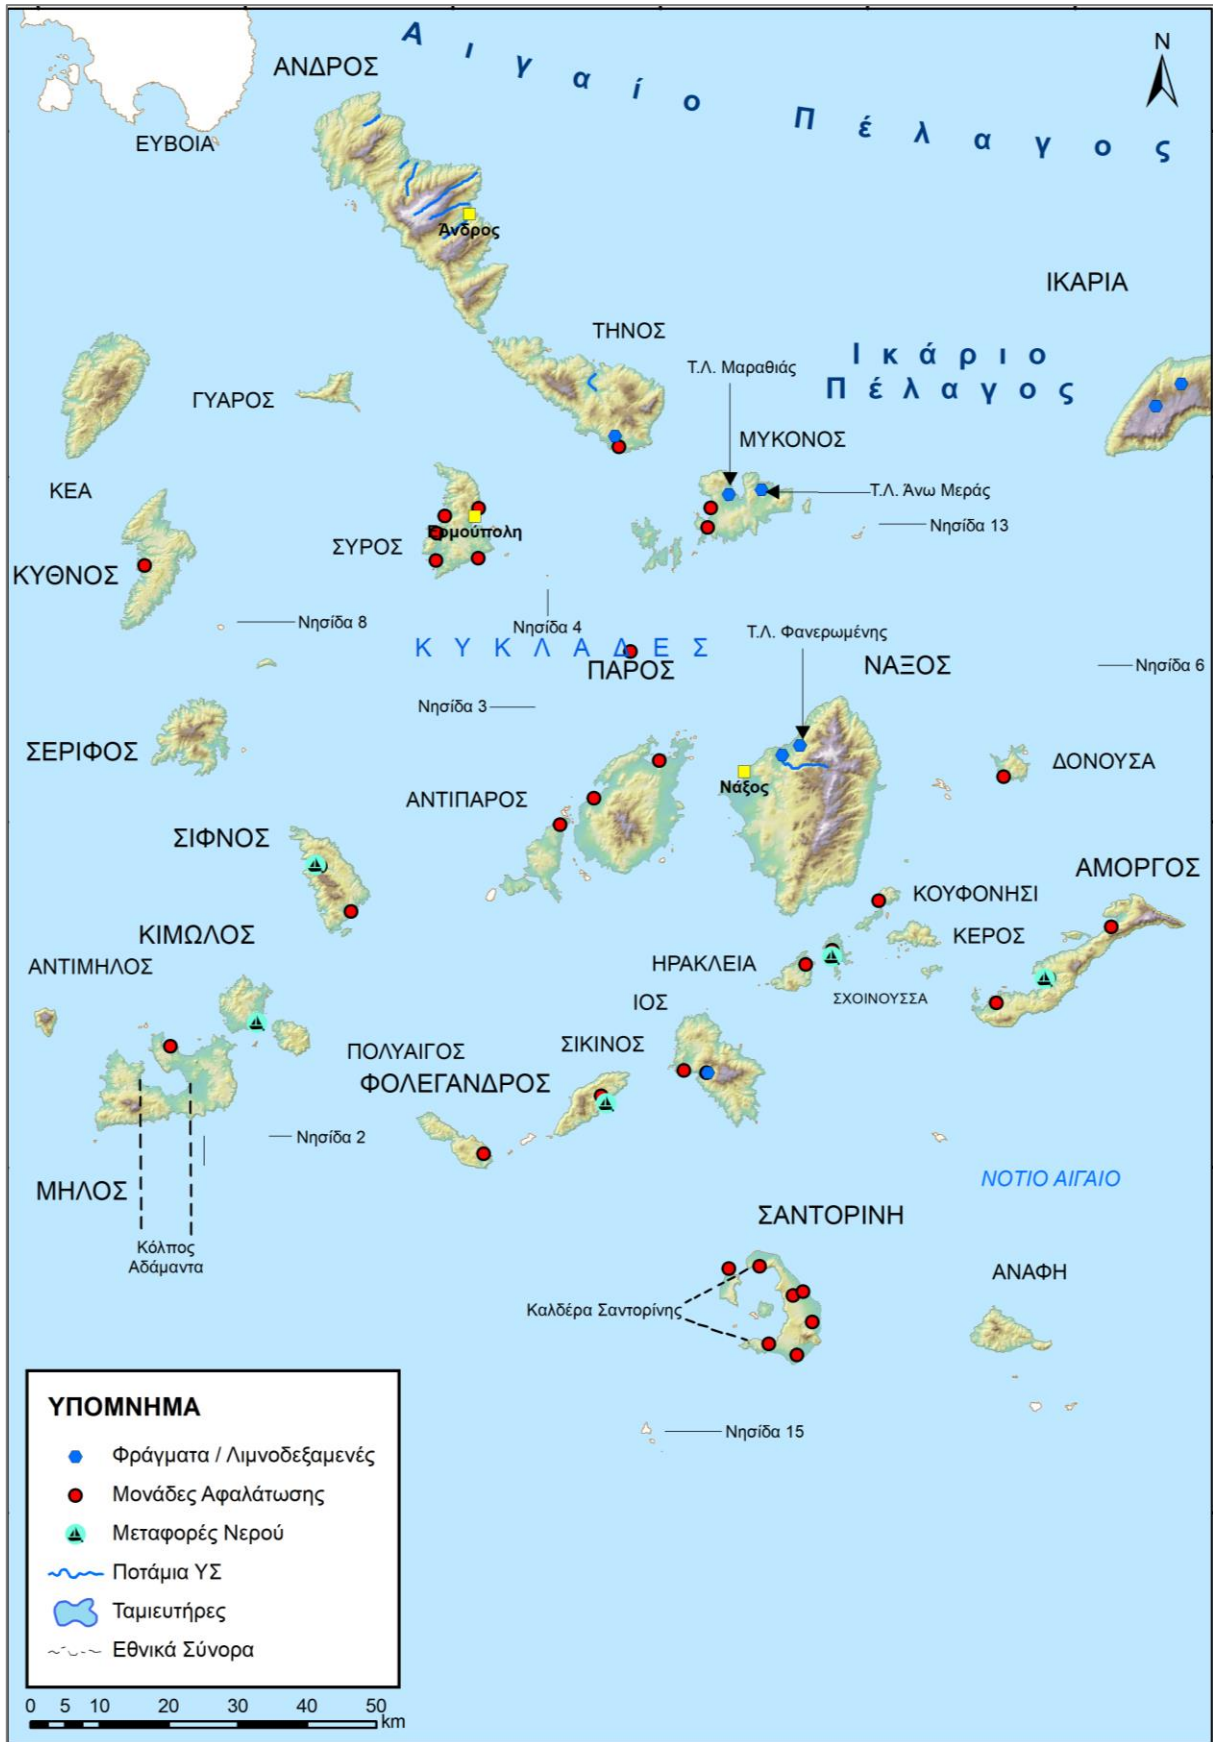 Αιγαίο Πέλαγος
N
ΑΝΔΡΟΣ
ΕΥΒΟΙΑ
Άνδρος
ΙΚΑΡΙΑ
ΤΗΝΟΣ
Ικάριο
Πέλαγος
Τ.Λ. Μαραθιάς
ΓΥΑΡΟΣ
ΜΥΚΟΝΟΣ
ΚΕΑ
Τ.Λ. Άνω Μεράς
Νησίδα 13
Ερμούπολη
ΣΥΡΟΣ
ΚΥΘΝΟΣ
Νησίδα 8
Νησίδα 4
Τ.Λ. Φανερωμένης
ΚΥΚΛΑΔΕΣ
ΠΑΡΟΣ
ΝΑΞΟΣ
Νησίδα 6
Νησίδα 3
ΣΕΡΙΦΟΣ
ΔΟΝΟΥΣΑ
Νάξος
ΑΝΤΙΠΑΡΟΣ
ΣΙΦΝΟΣ
ΑΜΟΡΓΟΣ
ΚΟΥΦΟΝΗΣΙ
ΚΙΜΩΛΟΣ
ΚΕΡΟΣ
ΑΝΤΙΜΗΛΟΣ
ΗΡΑΚΛΕΙΑ
ΣΧΟΙΝΟΥΣΣΑ
ΙΟΣ
ΣΙΚΙΝΟΣ
ΠΟΛΥΑΙΓΟΣ
ΦΟΛΕΓΑΝΔΡΟΣ
Νησίδα 2
ΝΟΤΙΟ ΑΙΓΑΙΟ
ΜΗΛΟΣ
ΣΑΝΤΟΡΙΝΗ
Κόλπος
Αδάμαντα
ΑΝΑΦΗ
Καλδέρα Σαντορίνης
Νησίδα 15
ΥΠΟΜΝΗΜΑ
Φράγματα / Λιμνοδεξαμενές
Μονάδες Αφαλάτωσης
Μεταφορές Νερού
Ποτάμια ΥΣ
Ταμιευτήρες
Εθνικά Σύνορα
0 5 10 20 30 40 50
km